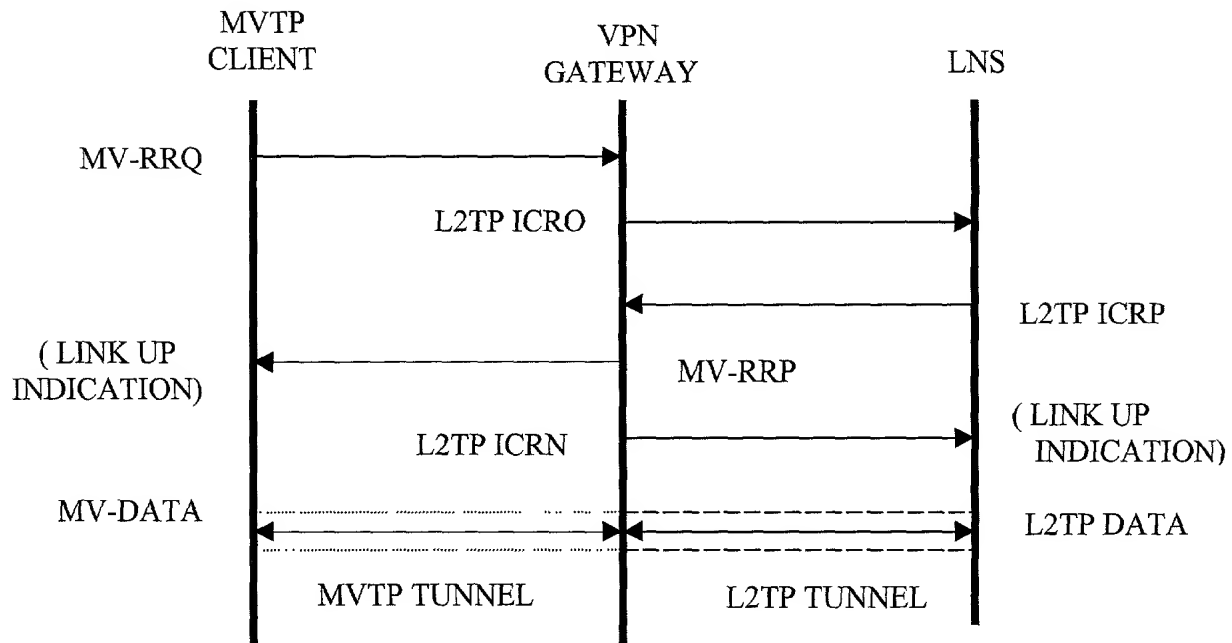 MVTP
CLIENT
VPN
GATEWAY
LNS
MV-RRQ
L2TP ICRO
L2TP ICRP
( LINK UP
INDICATION)
MV-RRP
L2TP ICRN
( LINK UP
INDICATION)
MV-DATA
L2TP DATA
MVTP TUNNEL
L2TP TUNNEL